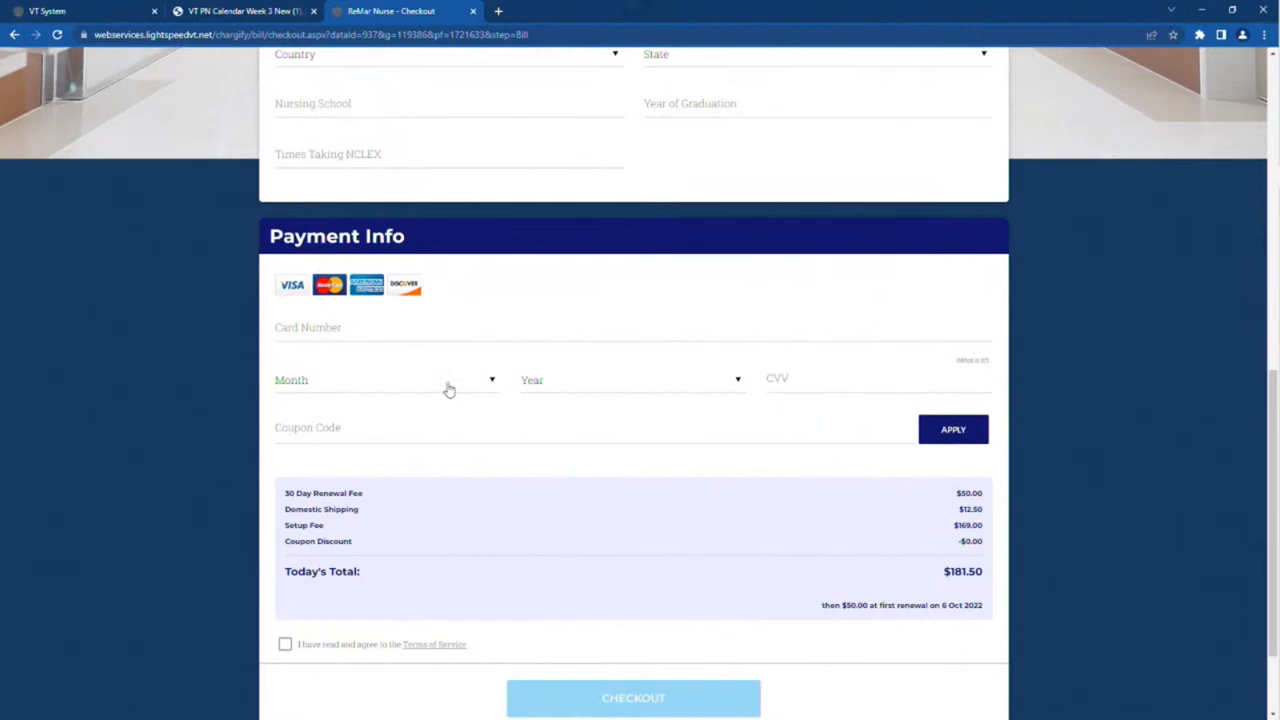 VT System
VT PN Calendar Week 3 New (1).
ReMar Nurse - Checkout
webservices.lightspeedvt.net/chargify/bill/checkout.aspx?dataId=937&g=119386&pf=1721633&step=Bill
Country
State
Nursing School
Year of Graduation
Times Taking NCLEX
Payment Info
VISA
MasterCard
AMERICAN EXPRESS
DISCOVER
Card Number
(What is it?)
Month
Year
CVV
Coupon Code
APPLY
30 Day Renewal Fee $50.00
Domestic Shipping $12.50
Setup Fee $169.00
Coupon Discount -$0.00
Today's Total: $181.50
then $50.00 at first renewal on 6 Oct 2022
I have read and agree to the Terms of Service
CHECKOUT